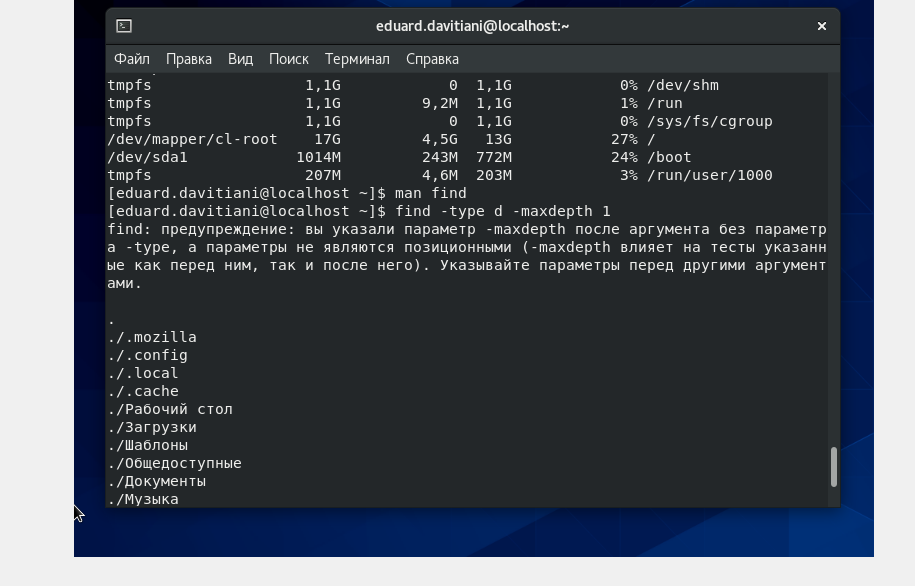 eduard.davitiani@localhost:~
Файл Правка Вид Поиск Терминал Справка
tmpfs 1,1G 0 1,1G 0% /dev/shm
tmpfs 1,1G 9,2M 1,1G 1% /run
tmpfs 1,1G 0 1,1G 0% /sys/fs/cgroup
/dev/mapper/cl-root 17G 4,5G 13G 27% /
/dev/sda1 1014M 243M 772M 24% /boot
tmpfs 207M 4,6M 203M 3% /run/user/1000
[eduard.davitiani@localhost ~]$ man find
[eduard.davitiani@localhost ~]$ find -type d -maxdepth 1
find: предупреждение: вы указали параметр -maxdepth после аргумента без параметр
а -type, а параметры не являются позиционными (-maxdepth влияет на тесты указанн
ые как перед ним, так и после него). Указывайте параметры перед другими аргумент
ами.
.
./.mozilla
./.config
./.local
./.cache
./Рабочий стол
./Загрузки
./Шаблоны
./Общедоступные
./Документы
./Музыка